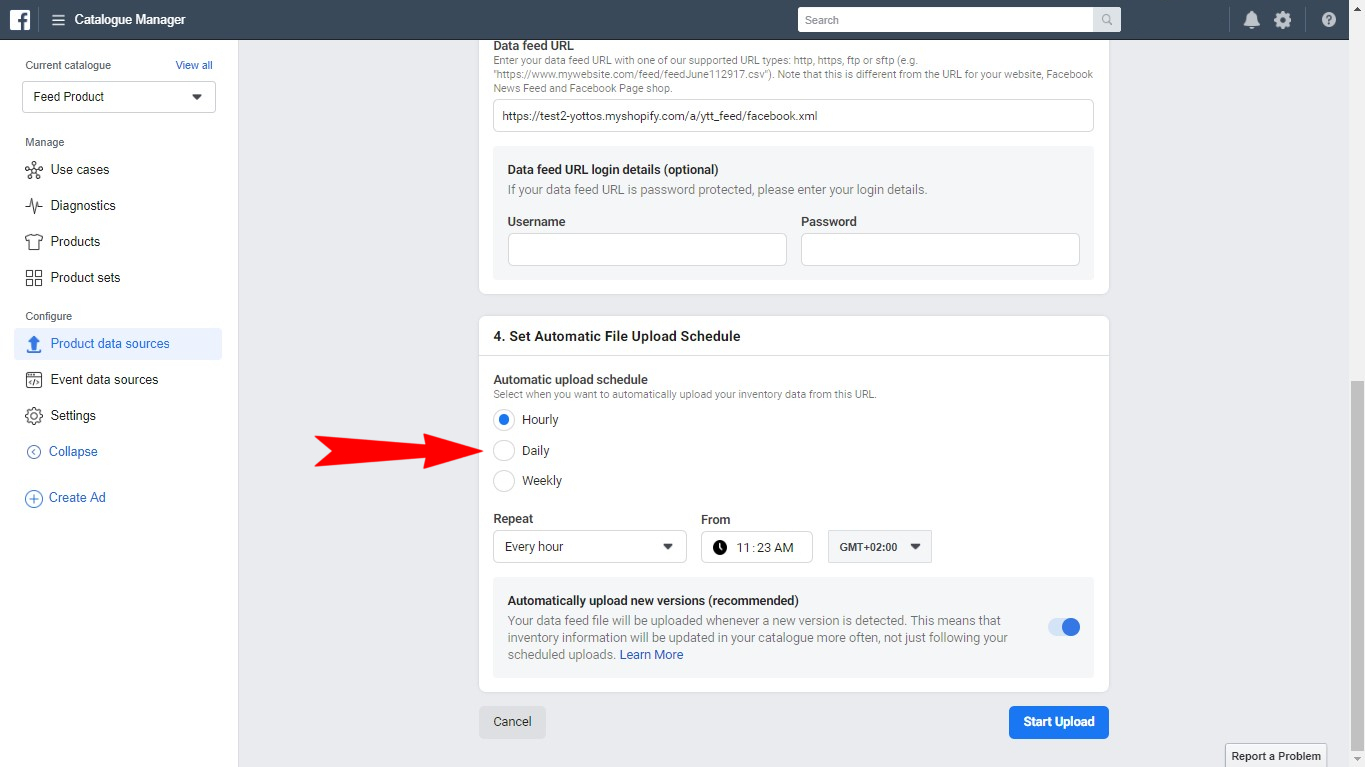 Catalogue Manager
Search
Current catalogue
View all
Feed Product
Manage
Use cases
Diagnostics
Products
Product sets
Configure
Product data sources
Event data sources
Settings
Collapse
Create Ad
Data feed URL
Enter your data feed URL with one of our supported URL types: http, https, ftp or sftp (e.g.
"https://www.mywebsite.com/feed/feedJune112917.csv"). Note that this is different from the URL for your website, Facebook
News Feed and Facebook Page shop.
https://test2-yottos.myshopify.com/a/ytt_feed/facebook.xml
Data feed URL login details (optional)
If your data feed URL is password protected, please enter your login details.
Username
Password
4. Set Automatic File Upload Schedule
Automatic upload schedule
Select when you want to automatically upload your inventory data from this URL.
Hourly
Daily
Weekly
Repeat
From
Every hour
11:23 AM
GMT+02:00
Automatically upload new versions (recommended)
Your data feed file will be uploaded whenever a new version is detected. This means that
inventory information will be updated in your catalogue more often, not just following your
scheduled uploads. Learn More
Cancel
Start Upload
Report a Problem